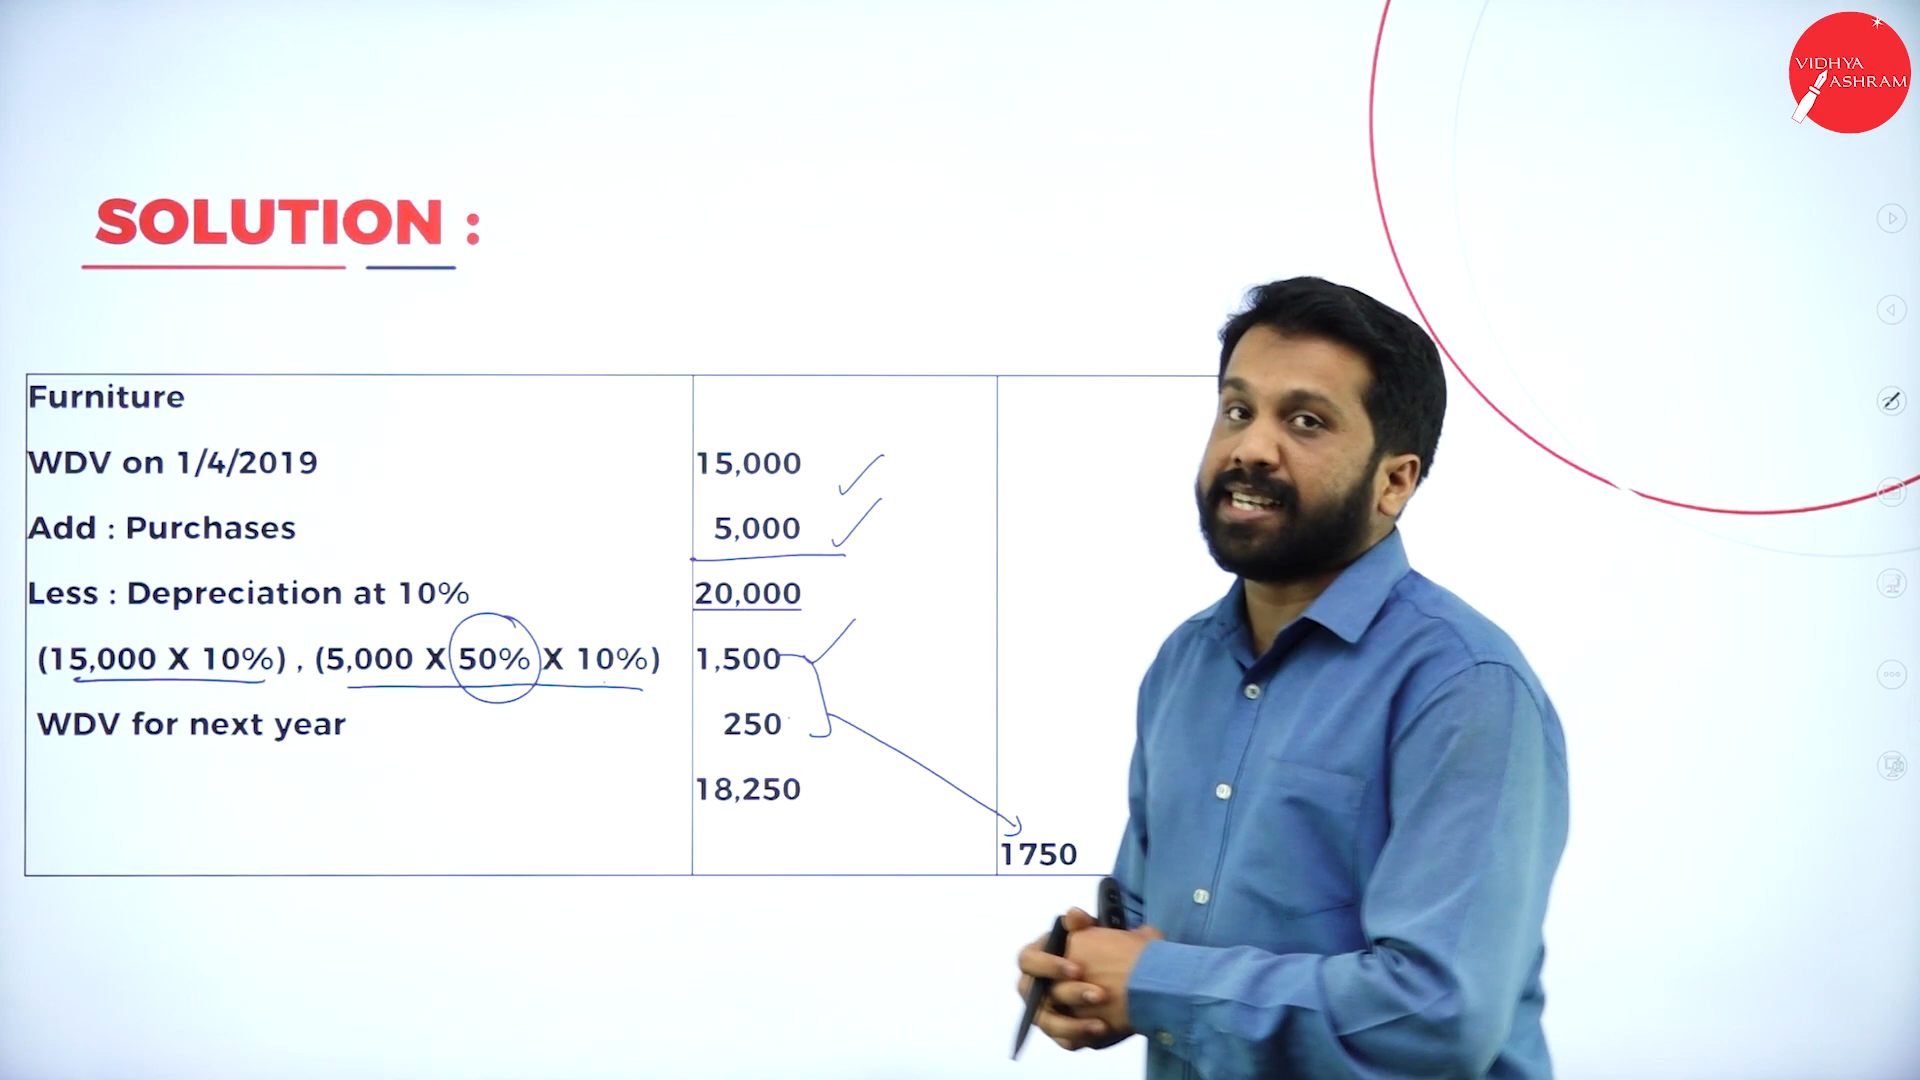 VIDHYA
ASHRAM
SOLUTION :
Furniture
WDV on 1/4/2019 15,000
Add : Purchases 5,000
Less : Depreciation at 10% 20,000
(15,000 X 10%) , (5,000 X 50% X 10%) 1,500
WDV for next year 250
18,250
1750